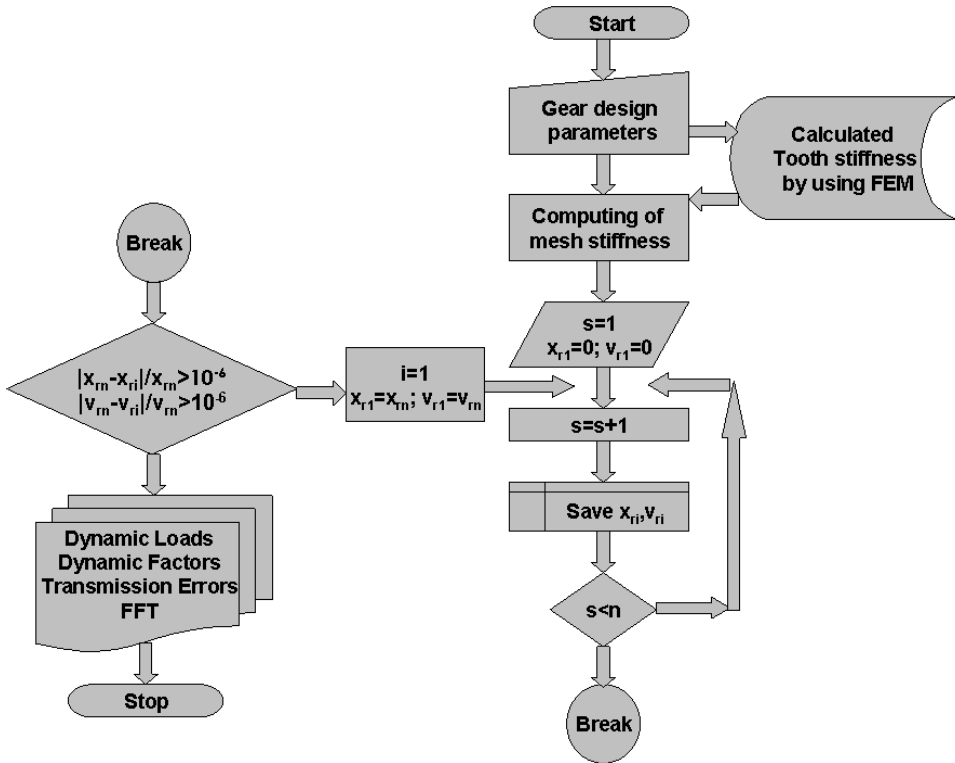 Start
Gear design
parameters
Calculated
Tooth stiffness
by using FEM
Computing of
mesh stiffness
s=1
x_r1=0; v_r1=0
s=s+1
Save x_ri,v_ri
s<n
Break
Break
|x_rn-x_ri|/x_rn>10^-6
|v_rn-v_ri|/v_rn>10^-6
i=1
x_r1=x_rn; v_r1=v_rn
Dynamic Loads
Dynamic Factors
Transmission Errors
FFT
Stop